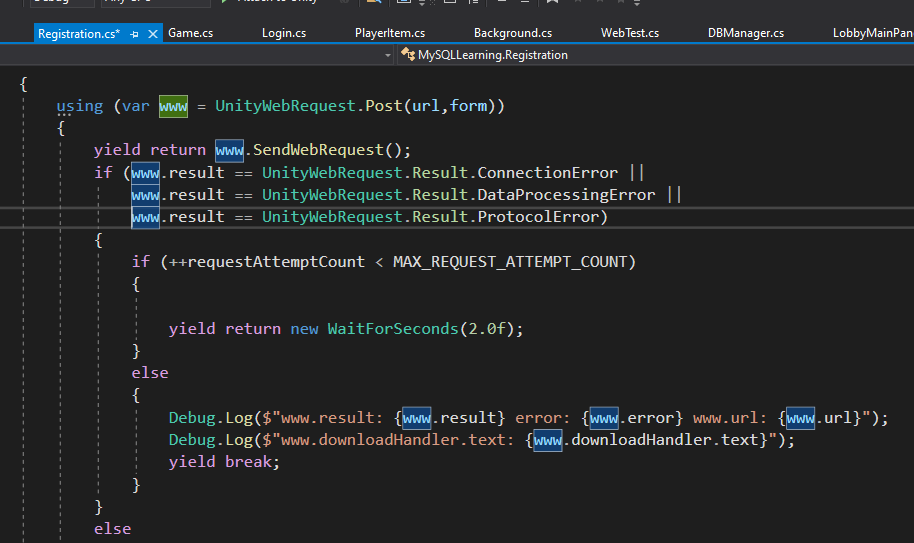 Attach to Unity
Registration.cs* Game.cs Login.cs PlayerItem.cs Background.cs WebTest.cs DBManager.cs LobbyMainPan
MySQLLearning.Registration
{
using (var www = UnityWebRequest.Post(url,form))
{
yield return www.SendWebRequest();
if (www.result == UnityWebRequest.Result.ConnectionError ||
www.result == UnityWebRequest.Result.DataProcessingError ||
www.result == UnityWebRequest.Result.ProtocolError)
{
if (++requestAttemptCount < MAX_REQUEST_ATTEMPT_COUNT)
{
yield return new WaitForSeconds(2.0f);
}
else
{
Debug.Log($"www.result: {www.result} error: {www.error} www.url: {www.url}");
Debug.Log($"www.downloadHandler.text: {www.downloadHandler.text}");
yield break;
}
}
else